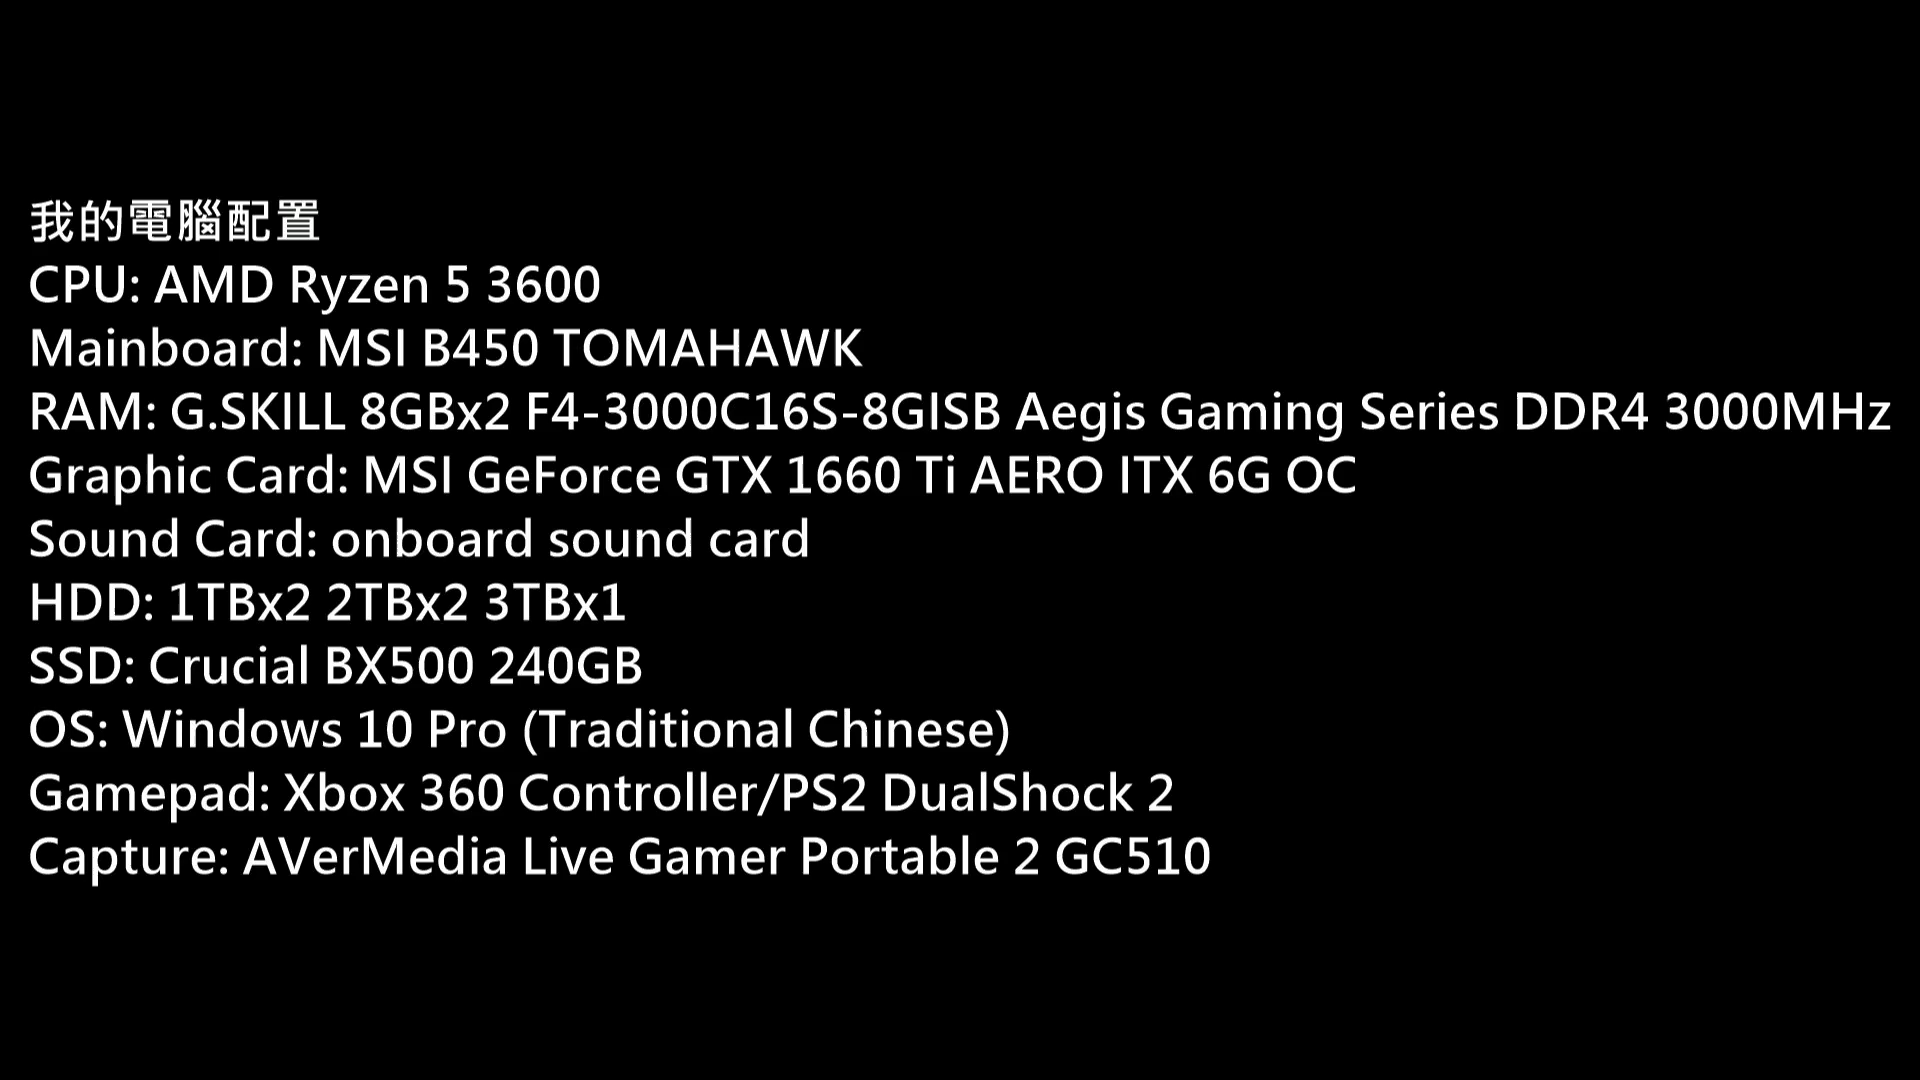 我的電腦配置
CPU: AMD Ryzen 5 3600
Mainboard: MSI B450 TOMAHAWK
RAM: G.SKILL 8GBx2 F4-3000C16S-8GISB Aegis Gaming Series DDR4 3000MHz
Graphic Card: MSI GeForce GTX 1660 Ti AERO ITX 6G OC
Sound Card: onboard sound card
HDD: 1TBx2 2TBx2 3TBx1
SSD: Crucial BX500 240GB
OS: Windows 10 Pro (Traditional Chinese)
Gamepad: Xbox 360 Controller/PS2 DualShock 2
Capture: AVerMedia Live Gamer Portable 2 GC510